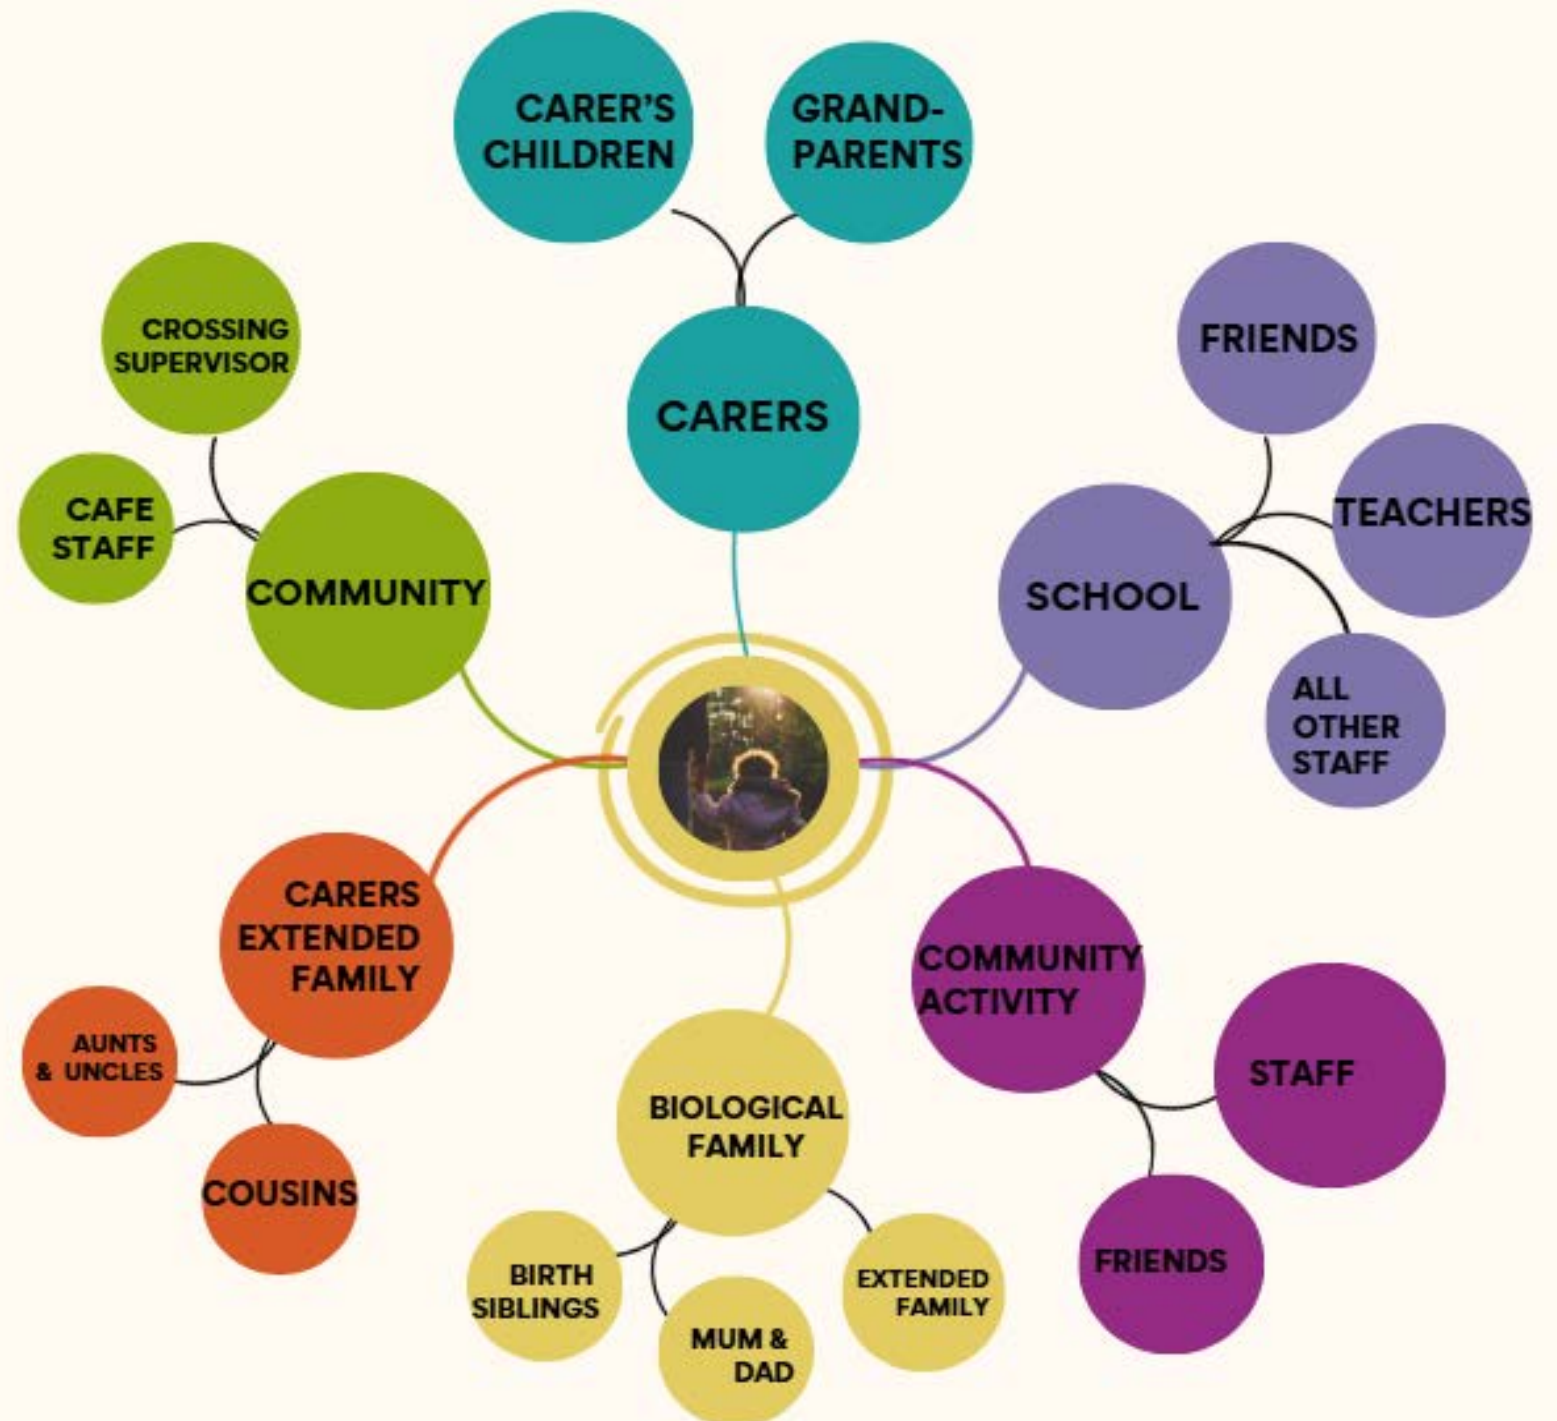 CARER'S
CHILDREN
GRAND-
PARENTS
CARERS
CROSSING
SUPERVISOR
CAFE
STAFF
COMMUNITY
FRIENDS
TEACHERS
SCHOOL
ALL
OTHER
STAFF
CARERS
EXTENDED
FAMILY
AUNTS
& UNCLES
COUSINS
COMMUNITY
ACTIVITY
STAFF
FRIENDS
BIOLOGICAL
FAMILY
BIRTH
SIBLINGS
MUM &
DAD
EXTENDED
FAMILY